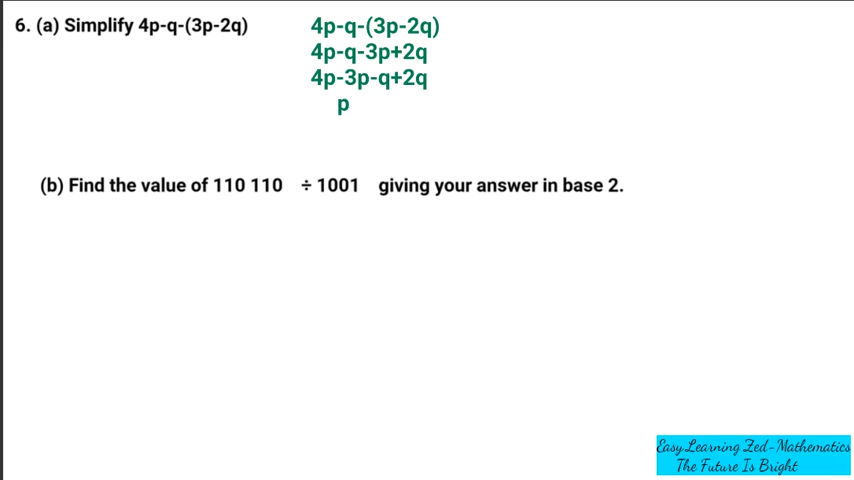 6. (a) Simplify 4p-q-(3p-2q)
4p-q-(3p-2q)
4p-q-3p+2q
4p-3p-q+2q
p
(b) Find the value of 110 110 ÷ 1001 giving your answer in base 2.
Easy Learning Zed-Mathematics
The Future Is Bright